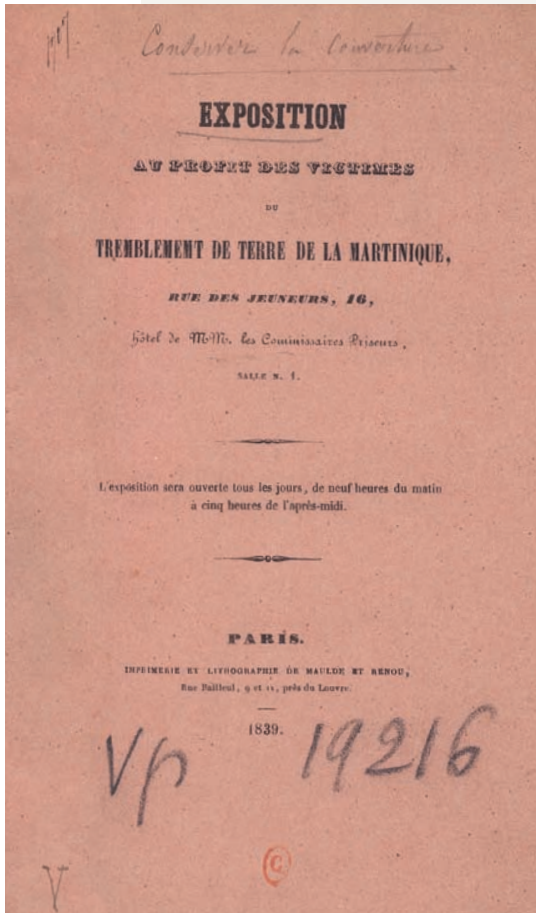 Conserver la couverture
EXPOSITION
AU PROFIT DES VICTIMES
DU
TREMBLEMENT DE TERRE DE LA MARTINIQUE,
RUE DES JEUNEURS, 16,
hôtel de MM. les Commissaires Priseurs,
SALLE N. 1.
L'exposition sera ouverte tous les jours, de neuf heures du matin
à cinq heures de l'après-midi.
PARIS.
IMPRIMERIE ET LITHOGRAPHIE DE MAULDE ET RENOU,
Rue Bailleul, 9 et 11, près du Louvre.
1839.
Vp 19216
C
V